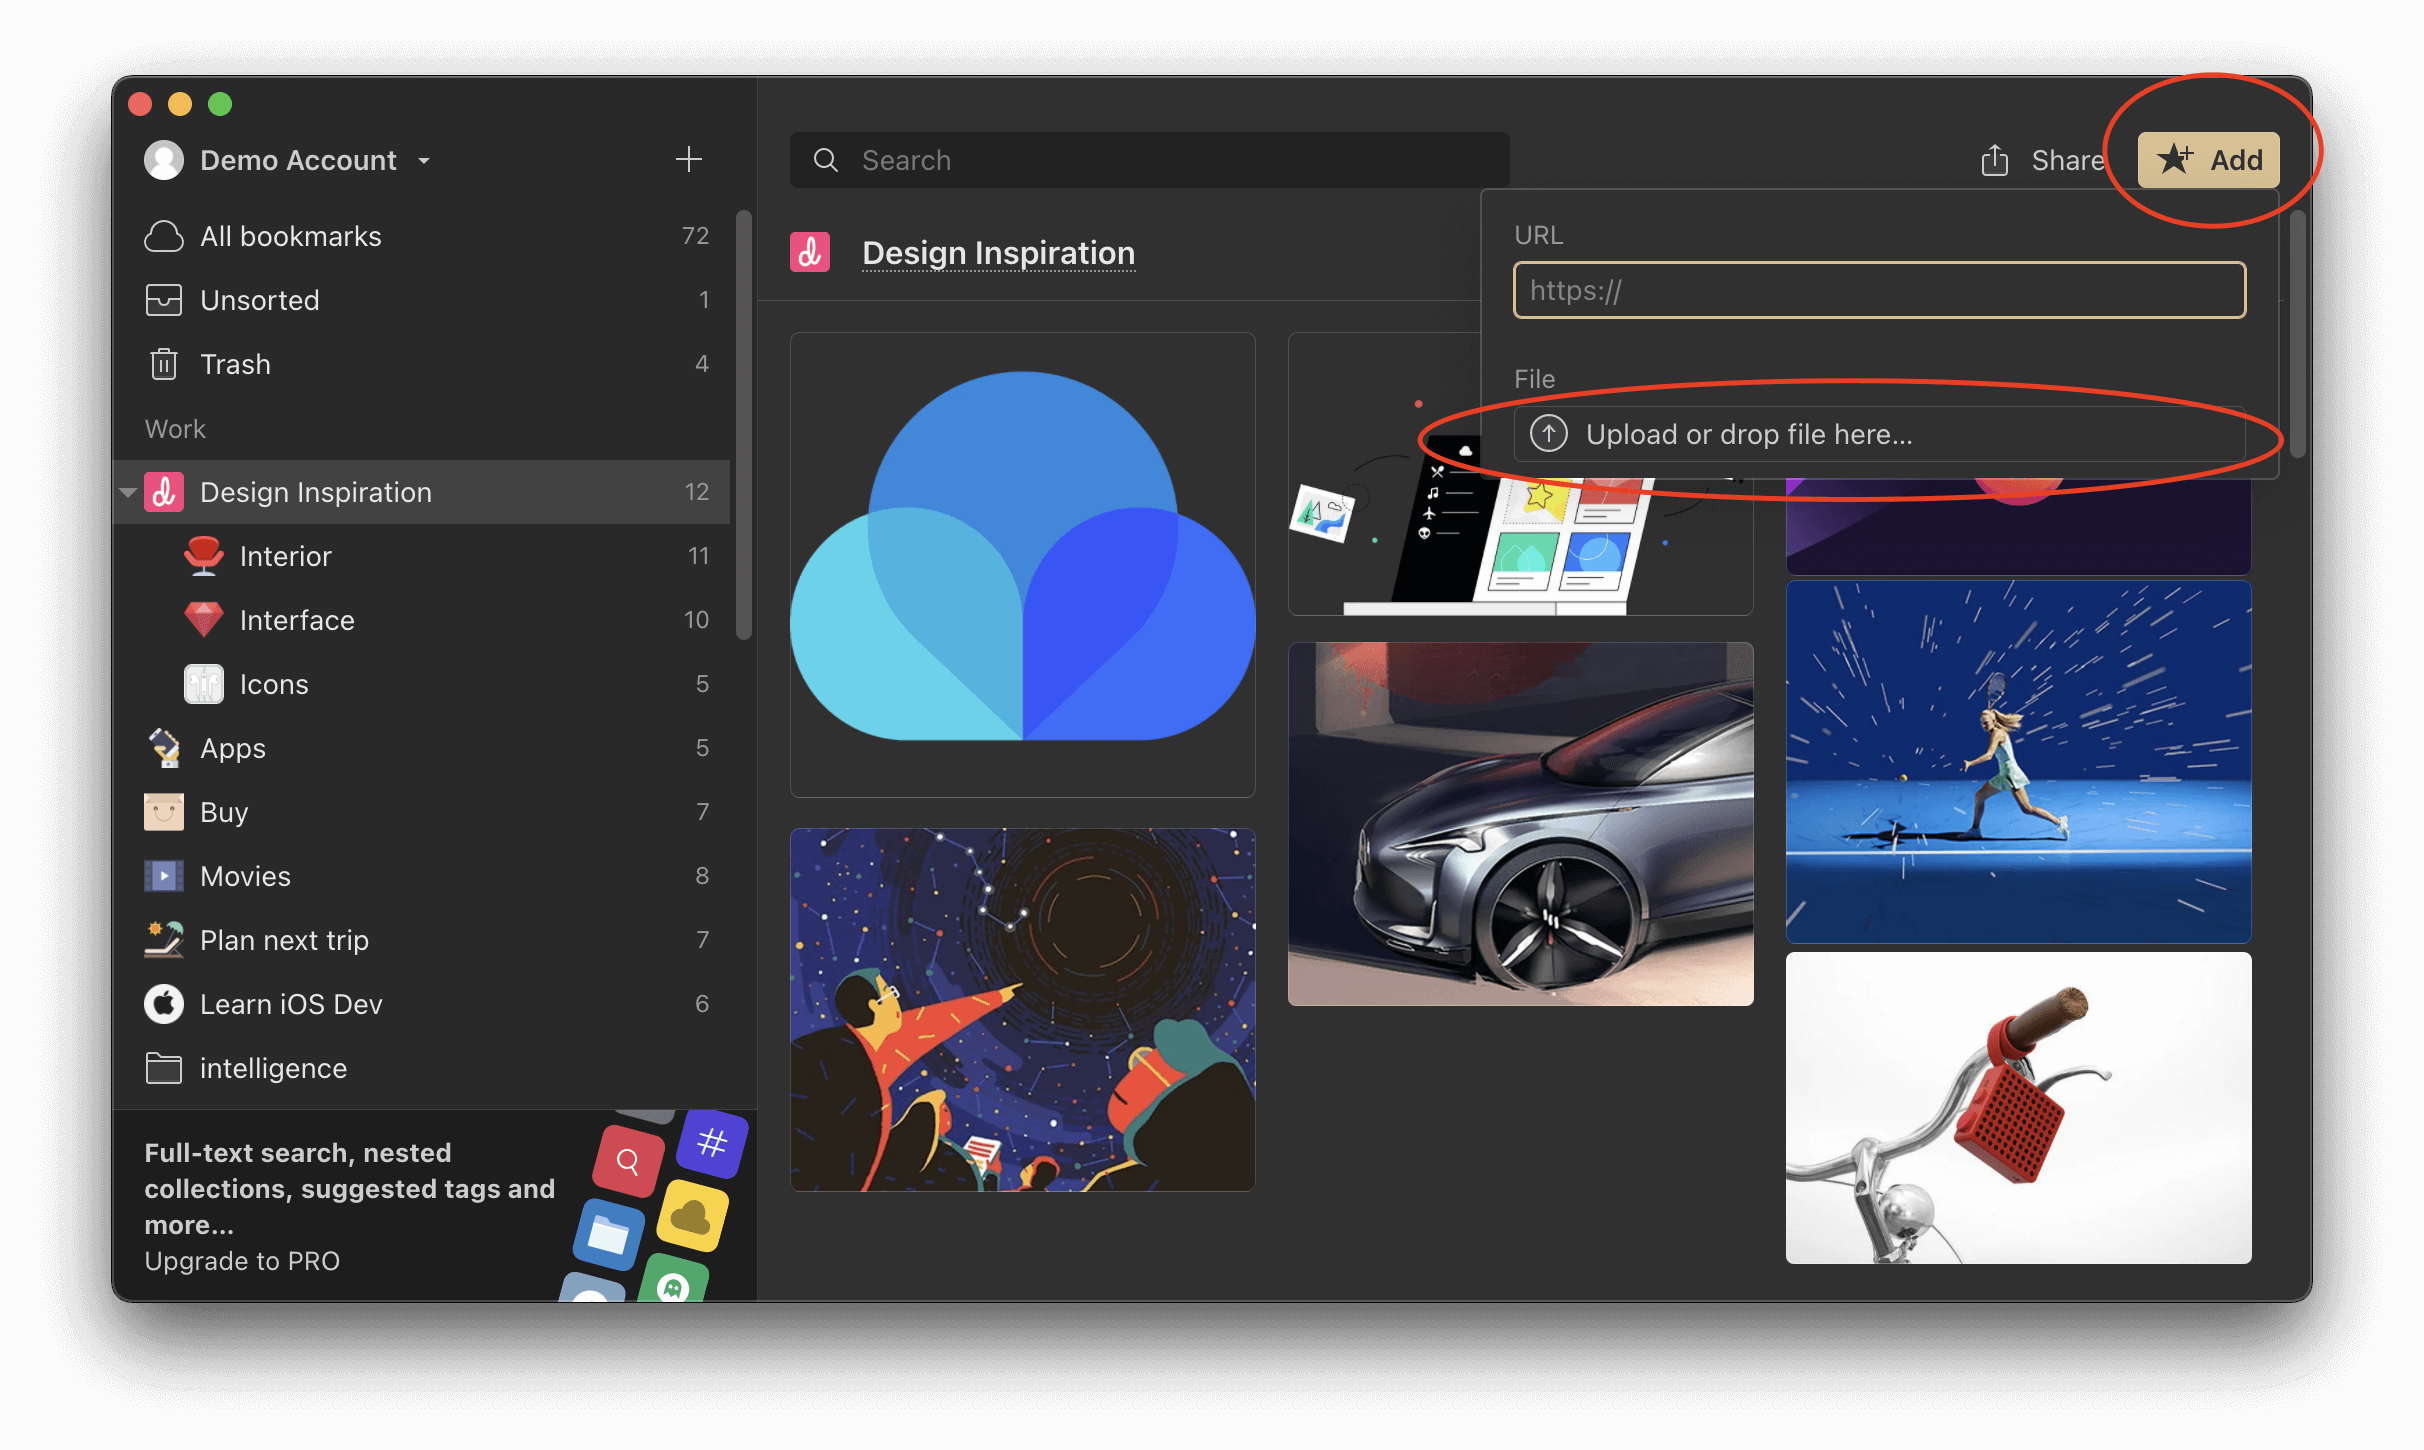 Demo Account
All bookmarks 72
Unsorted 1
Trash 4
Work
Design Inspiration 12
Interior 11
Interface 10
Icons 5
Apps 5
Buy 7
Movies 8
Plan next trip 7
Learn iOS Dev 6
intelligence
Full-text search, nested
collections, suggested tags and
more...
Upgrade to PRO
Search
Share
Add
Design Inspiration
URL
https://
File
Upload or drop file here...